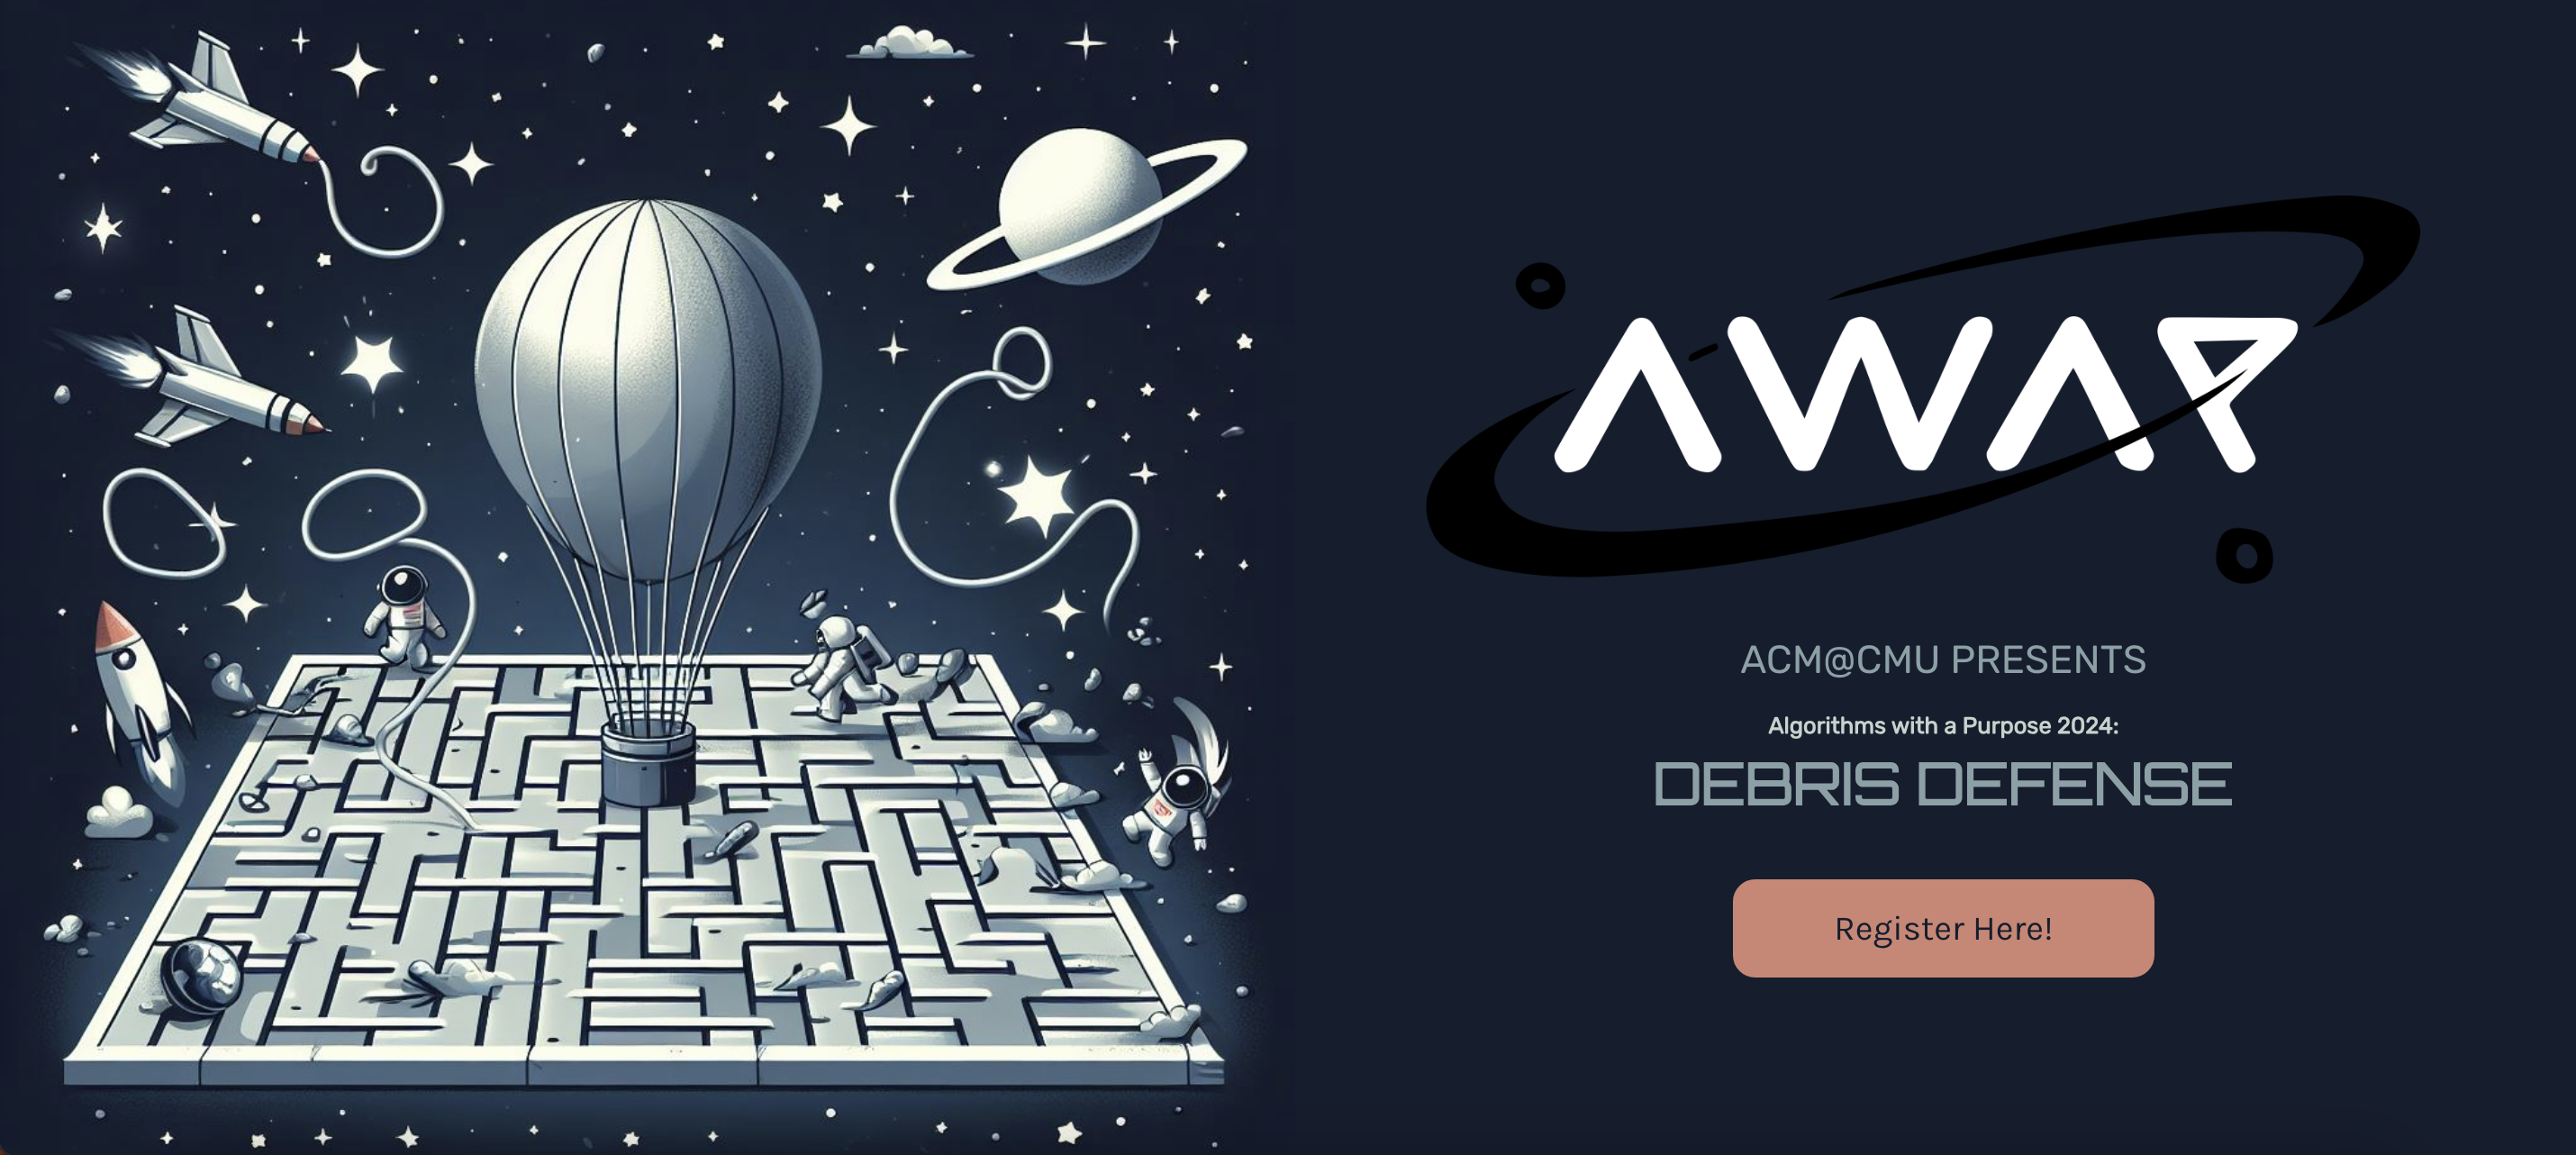 AWAP
ACM@CMU PRESENTS
Algorithms with a Purpose 2024:
DEBRIS DEFENSE
Register Here!